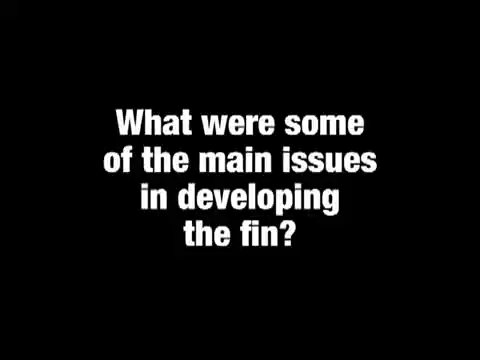 What were some
of the main issues
in developing
the fin?